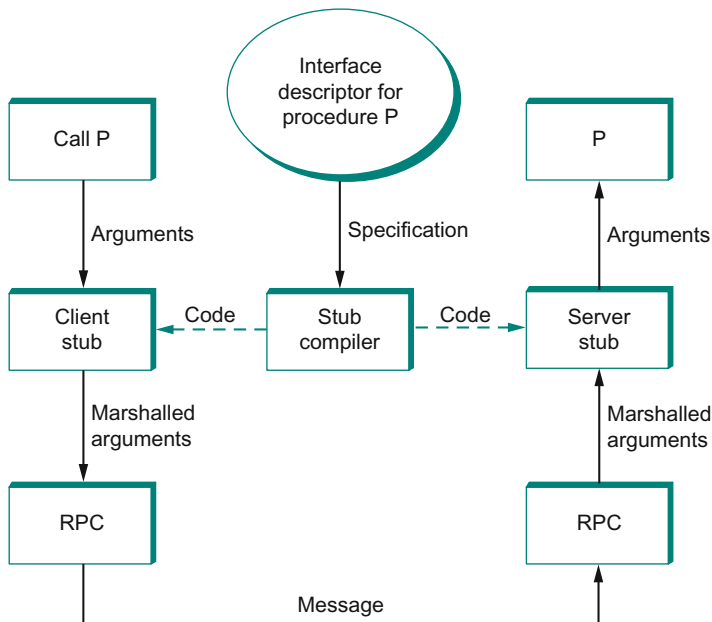 Interface
descriptor for
procedure P
Call P
P
Arguments
Specification
Arguments
Client
stub
Code
Stub
compiler
Code
Server
stub
Marshalled
arguments
Marshalled
arguments
RPC
RPC
Message